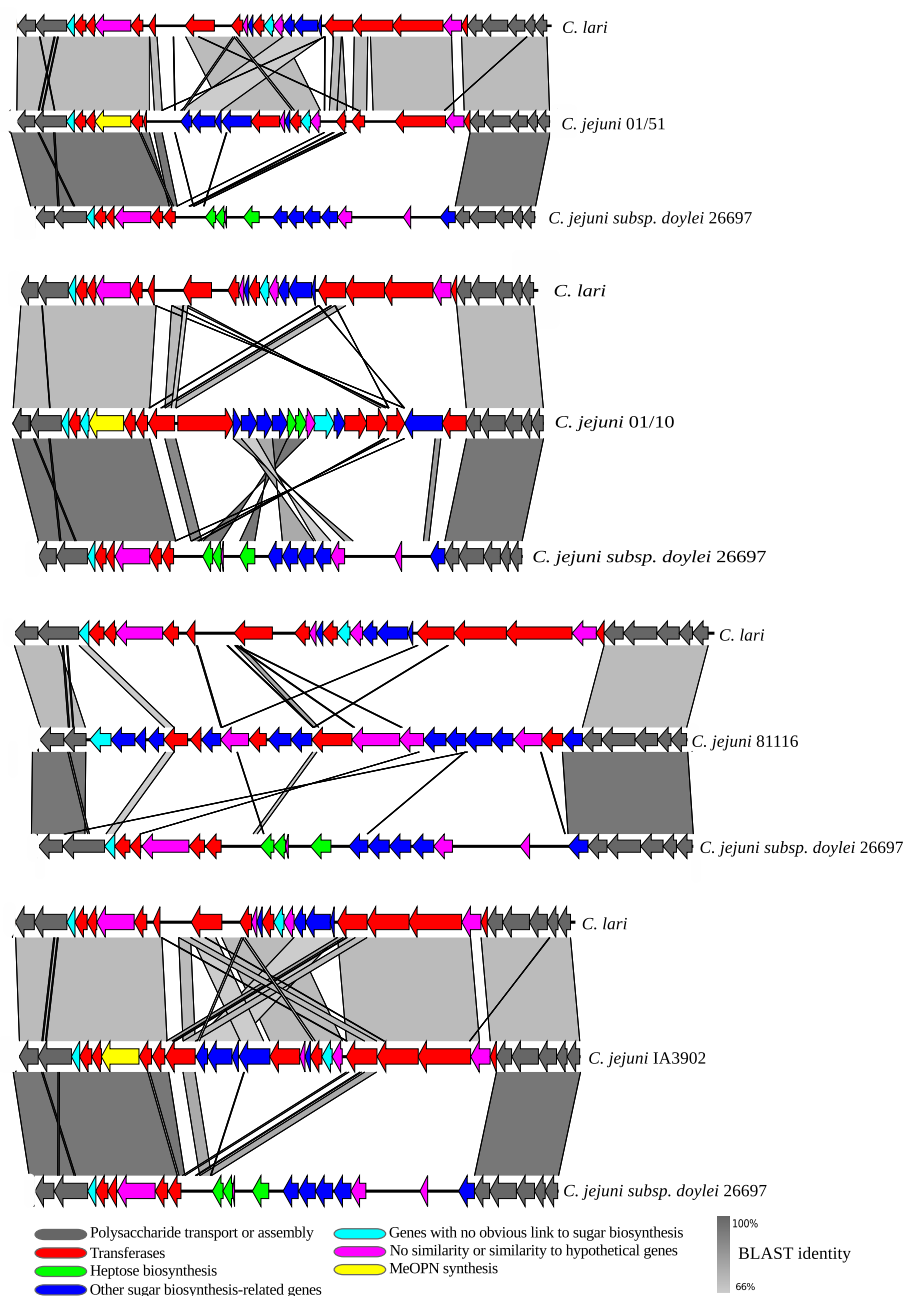 C. lari
C. jejuni 01/51
C. jejuni subsp. doylei 26697
C. lari
C. jejuni 01/10
C. jejuni subsp. doylei 26697
C. lari
C. jejuni 81116
C. jejuni subsp. doylei 26697
C. lari
C. jejuni IA3902
C. jejuni subsp. doylei 26697
Polysaccharide transport or assembly
Transferases
Heptose biosynthesis
Other sugar biosynthesis-related genes
Genes with no obvious link to sugar biosynthesis
No similarity or similarity to hypothetical genes
MeOPN synthesis
100%
BLAST identity
66%